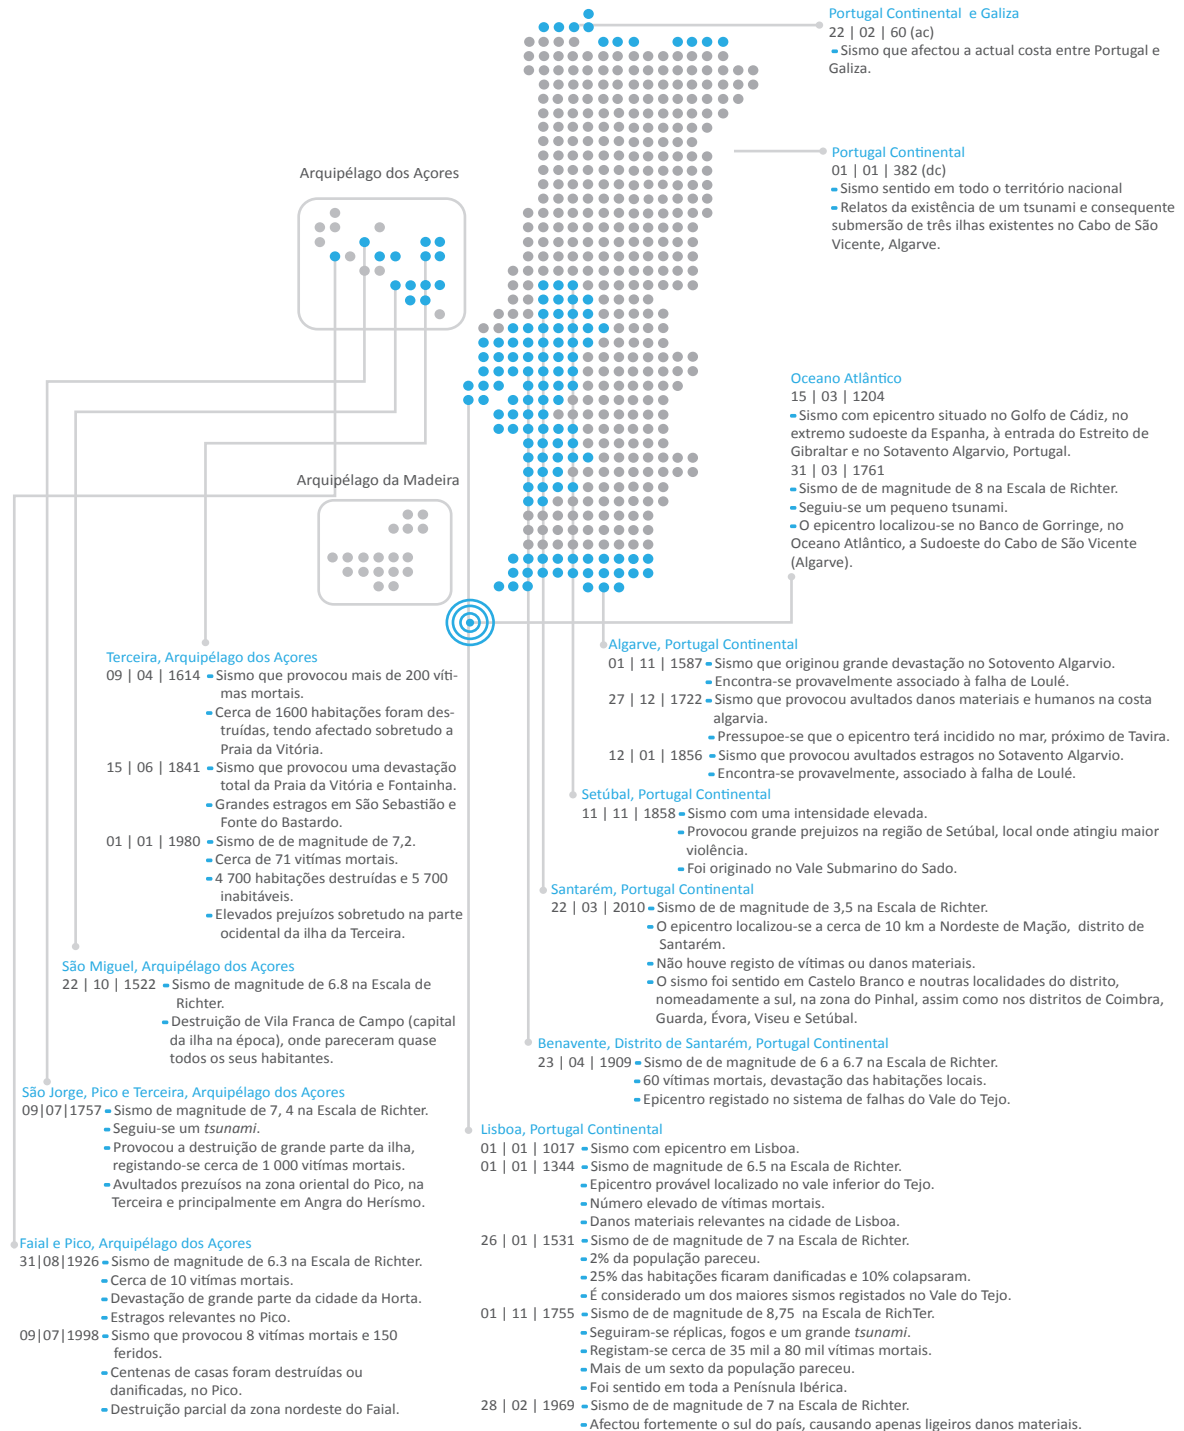 Portugal Continental e Galiza
22 | 02 | 60 (ac)
Sismo que afectou a actual costa entre Portugal e
Galiza.
Portugal Continental
01 | 01 | 382 (dc)
Sismo sentido em todo o território nacional
Relatos da existência de um tsunami e consequente
submersão de três ilhas existentes no Cabo de São
Vicente, Algarve.
Arquipélago dos Açores
Oceano Atlântico
15 | 03 | 1204
Sismo com epicentro situado no Golfo de Cádiz, no
extremo sudoeste da Espanha, à entrada do Estreito de
Gibraltar e no Sotavento Algarvio, Portugal.
31 | 03 | 1761
Sismo de de magnitude de 8 na Escala de Richter.
Seguiu-se um pequeno tsunami.
O epicentro localizou-se no Banco de Gorringe, no
Oceano Atlântico, a Sudoeste do Cabo de São Vicente
(Algarve).
Arquipélago da Madeira
Terceira, Arquipélago dos Açores
09 | 04 | 1614 Sismo que provocou mais de 200 víti-
mas mortais.
Cerca de 1600 habitações foram des-
truídas, tendo afectado sobretudo a
Praia da Vitória.
15 | 06 | 1841 Sismo que provocou uma devastação
total da Praia da Vitória e Fontainha.
Grandes estragos em São Sebastião e
Fonte do Bastardo.
01 | 01 | 1980 Sismo de de magnitude de 7,2.
Cerca de 71 vitímas mortais.
4 700 habitações destruídas e 5 700
inabitáveis.
Elevados prejuízos sobretudo na parte
ocidental da ilha da Terceira.
São Miguel, Arquipélago dos Açores
22 | 10 | 1522 Sismo de magnitude de 6.8 na Escala de
Richter.
Destruição de Vila Franca de Campo (capital
da ilha na época), onde pareceram quase
todos os seus habitantes.
São Jorge, Pico e Terceira, Arquipélago dos Açores
09|07|1757 Sismo de magnitude de 7, 4 na Escala de Richter.
Seguiu-se um tsunami.
Provocou a destruição de grande parte da ilha,
registando-se cerca de 1 000 vitímas mortais.
Avultados prezuísos na zona oriental do Pico, na
Terceira e principalmente em Angra do Herísmo.
Faial e Pico, Arquipélago dos Açores
31|08|1926 Sismo de magnitude de 6.3 na Escala de Richter.
Cerca de 10 vitímas mortais.
Devastação de grande parte da cidade da Horta.
Estragos relevantes no Pico.
09|07|1998 Sismo que provocou 8 vitímas mortais e 150
feridos.
Centenas de casas foram destruídas ou
danificadas, no Pico.
Destruição parcial da zona nordeste do Faial.
Algarve, Portugal Continental
01 | 11 | 1587 Sismo que originou grande devastação no Sotovento Algarvio.
Encontra-se provavelmente associado à falha de Loulé.
27 | 12 | 1722 Sismo que provocou avultados danos materiais e humanos na costa
algarvia.
Pressupoe-se que o epicentro terá incidido no mar, próximo de Tavira.
12 | 01 | 1856 Sismo que provocou avultados estragos no Sotavento Algarvio.
Encontra-se provavelmente, associado à falha de Loulé.
Setúbal, Portugal Continental
11 | 11 | 1858 Sismo com uma intensidade elevada.
Provocou grande prejuizos na região de Setúbal, local onde atingiu maior
violência.
Foi originado no Vale Submarino do Sado.
Santarém, Portugal Continental
22 | 03 | 2010 Sismo de de magnitude de 3,5 na Escala de Richter.
O epicentro localizou-se a cerca de 10 km a Nordeste de Mação, distrito de
Santarém.
Não houve registo de vítimas ou danos materiais.
O sismo foi sentido em Castelo Branco e noutras localidades do distrito,
nomeadamente a sul, na zona do Pinhal, assim como nos distritos de Coimbra,
Guarda, Évora, Viseu e Setúbal.
Benavente, Distrito de Santarém, Portugal Continental
23 | 04 | 1909 Sismo de de magnitude de 6 a 6.7 na Escala de Richter.
60 vítimas mortais, devastação das habitações locais.
Epicentro registado no sistema de falhas do Vale do Tejo.
Lisboa, Portugal Continental
01 | 01 | 1017 Sismo com epicentro em Lisboa.
01 | 01 | 1344 Sismo de magnitude de 6.5 na Escala de Richter.
Epicentro provável localizado no vale inferior do Tejo.
Número elevado de vítimas mortais.
Danos materiais relevantes na cidade de Lisboa.
26 | 01 | 1531 Sismo de de magnitude de 7 na Escala de Richter.
2% da população pareceu.
25% das habitações ficaram danificadas e 10% colapsaram.
É considerado um dos maiores sismos registados no Vale do Tejo.
01 | 11 | 1755 Sismo de de magnitude de 8,75 na Escala de RichTer.
Seguiram-se réplicas, fogos e um grande tsunami.
Registam-se cerca de 35 mil a 80 mil vítimas mortais.
Mais de um sexto da população pareceu.
Foi sentido em toda a Penísnula Ibérica.
28 | 02 | 1969 Sismo de de magnitude de 7 na Escala de Richter.
Afectou fortemente o sul do país, causando apenas ligeiros danos materiais.